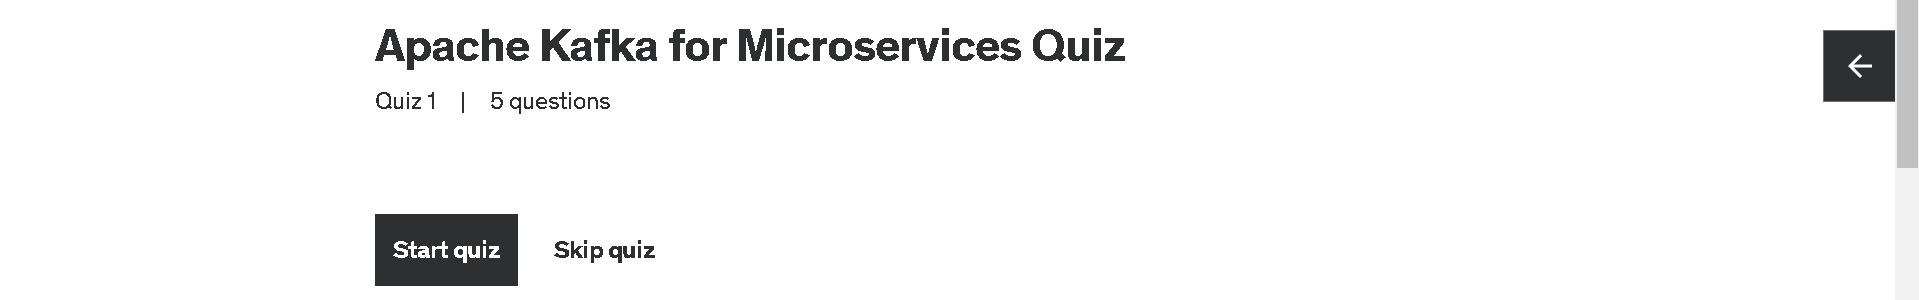 Apache Kafka for Microservices Quiz
Quiz 1 | 5 questions
Start quiz Skip quiz